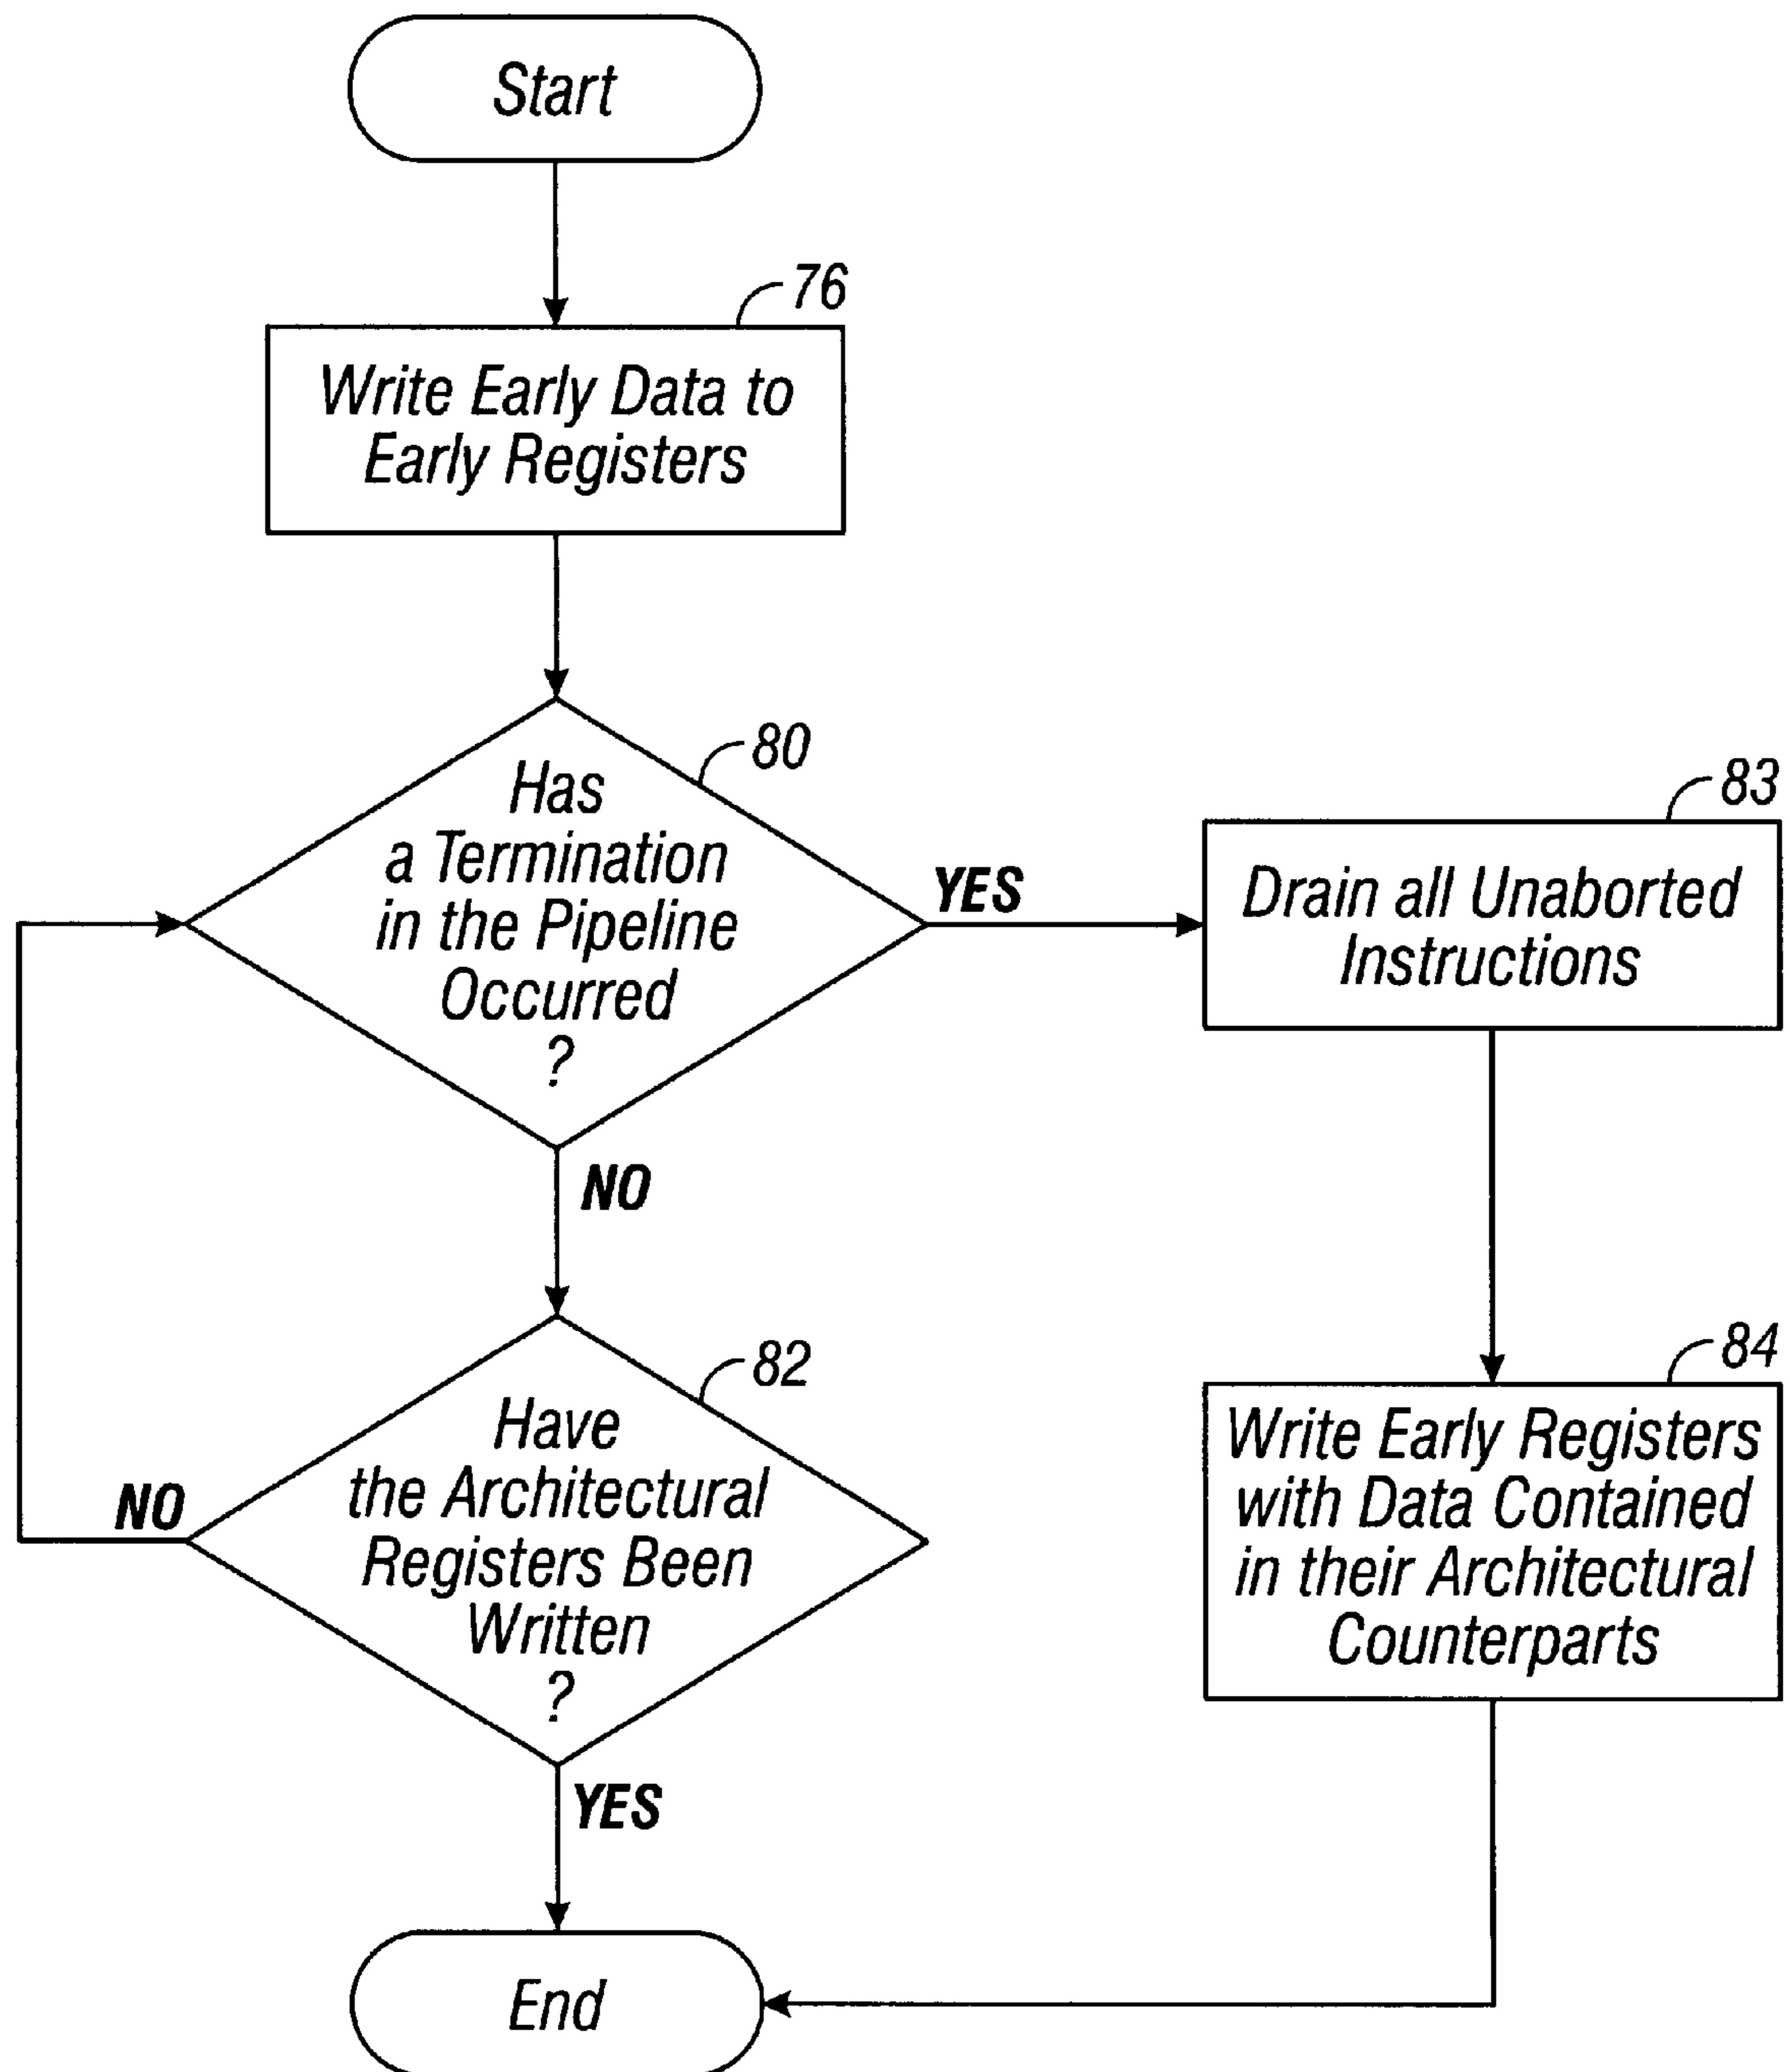 Start
76
Write Early Data to
Early Registers
80
Has
a Termination
in the Pipeline
Occurred
?
YES
83
Drain all Unaborted
Instructions
NO
82
Have
the Architectural
Registers Been
Written
?
NO
YES
84
Write Early Registers
with Data Contained
in their Architectural
Counterparts
End